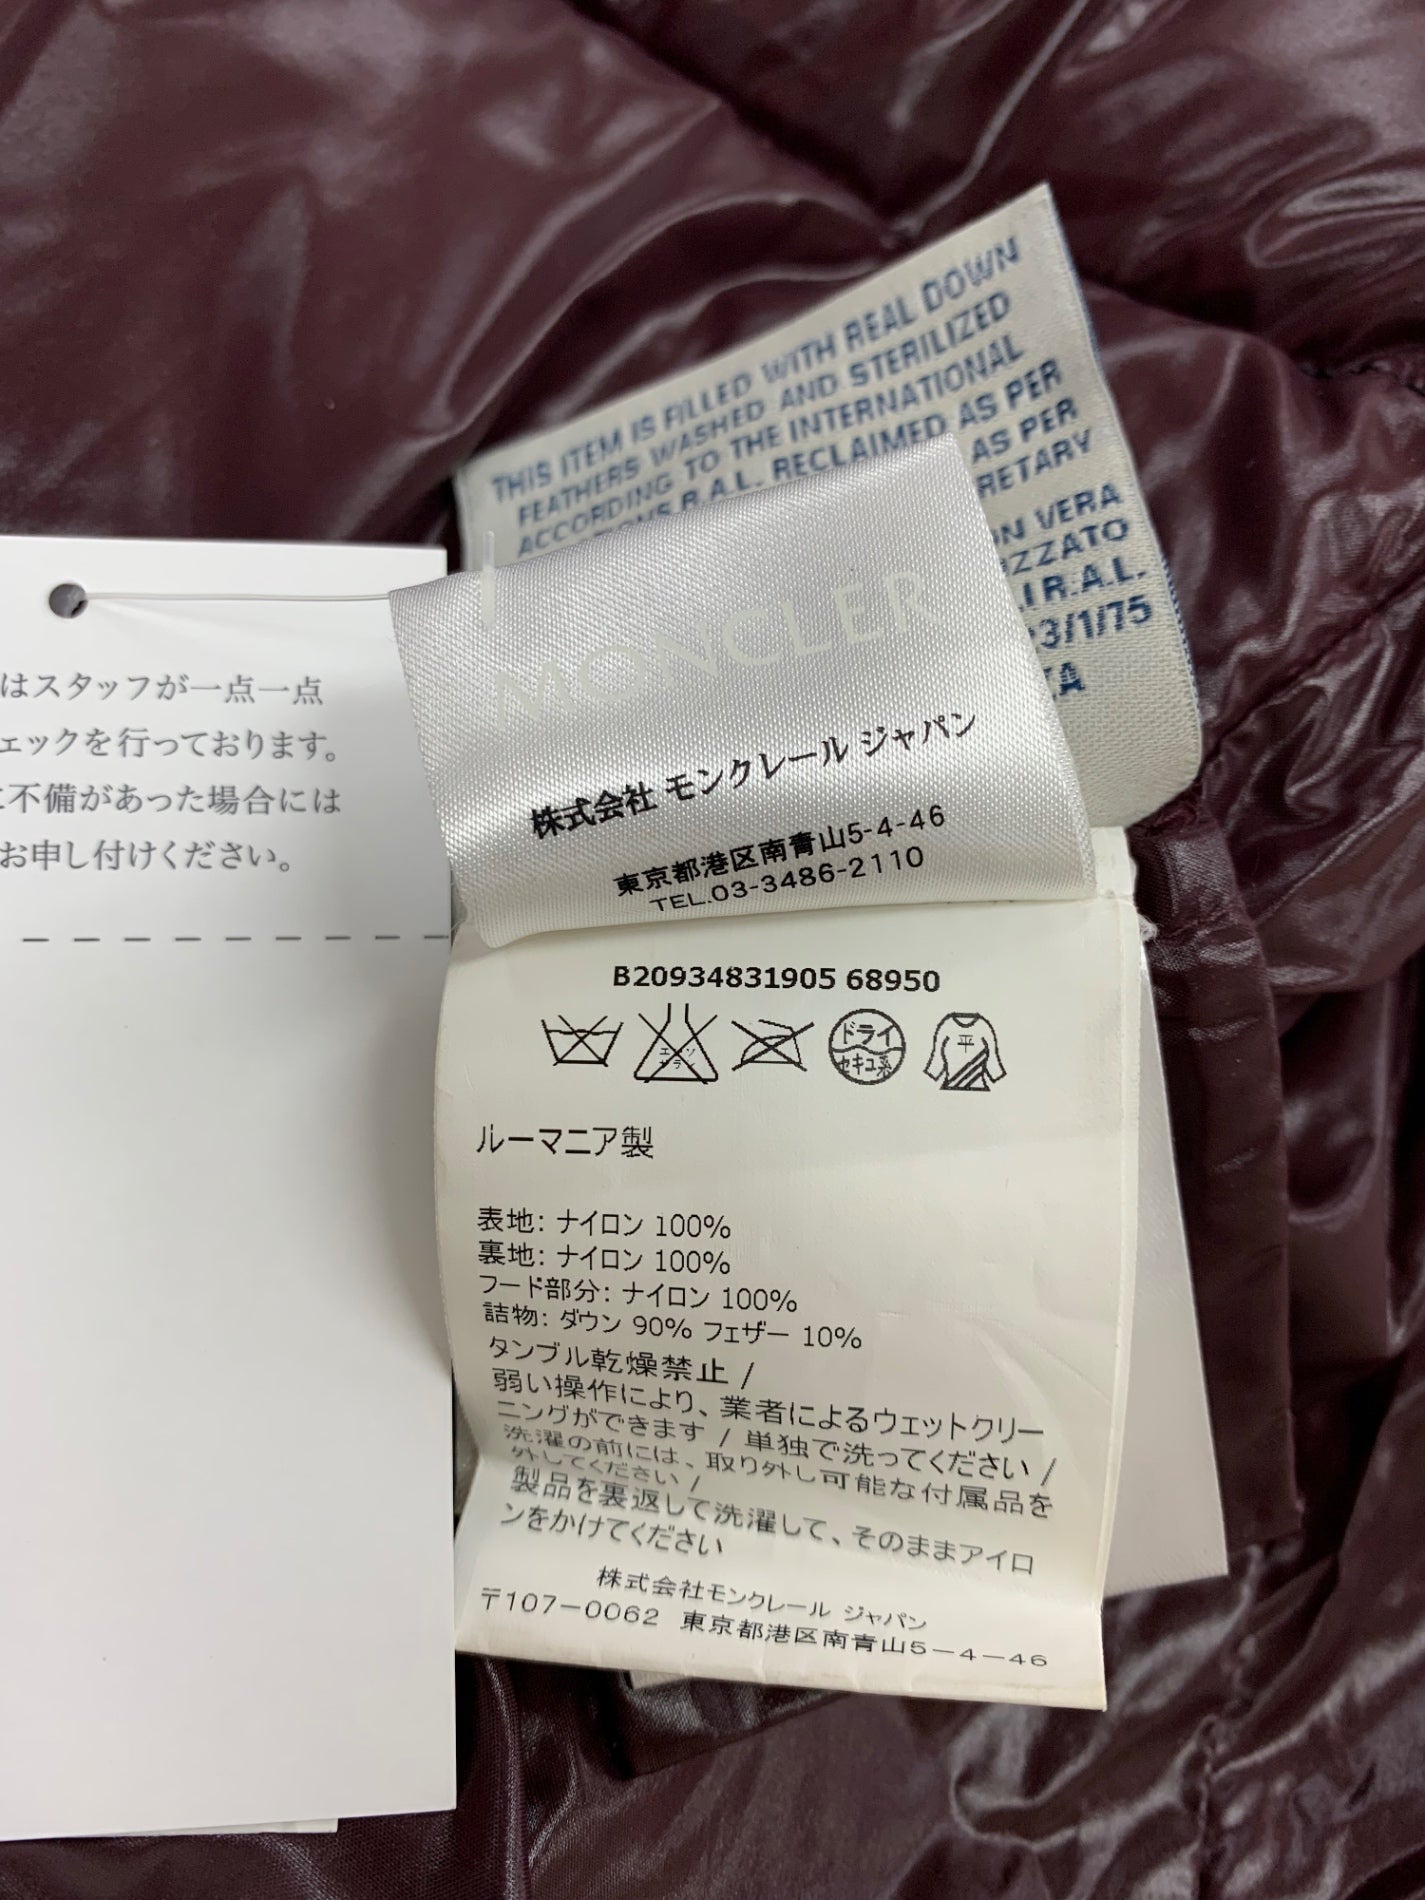 THIS ITEM IS FILLED WITH REAL DOWN
FEATHERS WASHED AND STERILIZED
ACCORDING TO THE INTERNATIONAL
R.A.L. RECLAIMED AS PER
AS PER
VERA
R.A.L.
3/1/75
MONCLER
株式会社 モンクレール ジャパン
東京都港区南青山5-4-46
TEL.03-3486-2110
はスタッフが一点一点
ェックを行っております。
不備があった場合には
お申し付けください。
B20934831905 68950
エンソ
カラン
ドライ
セキユ系
平
ルーマニア製
表地: ナイロン 100%
裏地: ナイロン 100%
フード部分: ナイロン 100%
詰物: ダウン 90% フェザー 10%
タンブル乾燥禁止 /
弱い操作により、業者によるウェットクリー
ニングができます / 単独で洗ってください /
洗濯の前には、取り外し可能な付属品を
外してください /
製品を裏返して洗濯して、そのままアイロ
ンをかけてください
株式会社モンクレール ジャパン
〒107-0062 東京都港区南青山5-4-46